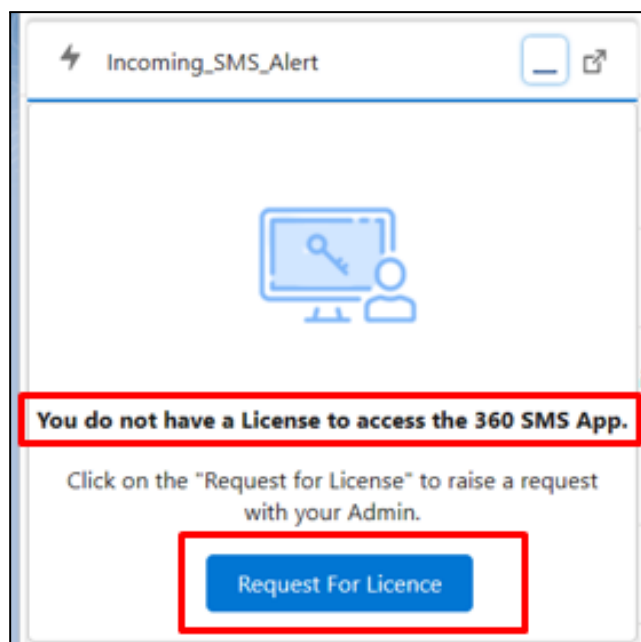 Incoming_SMS_Alert
You do not have a License to access the 360 SMS App.
Click on the "Request for License" to raise a request
with your Admin.
Request For Licence